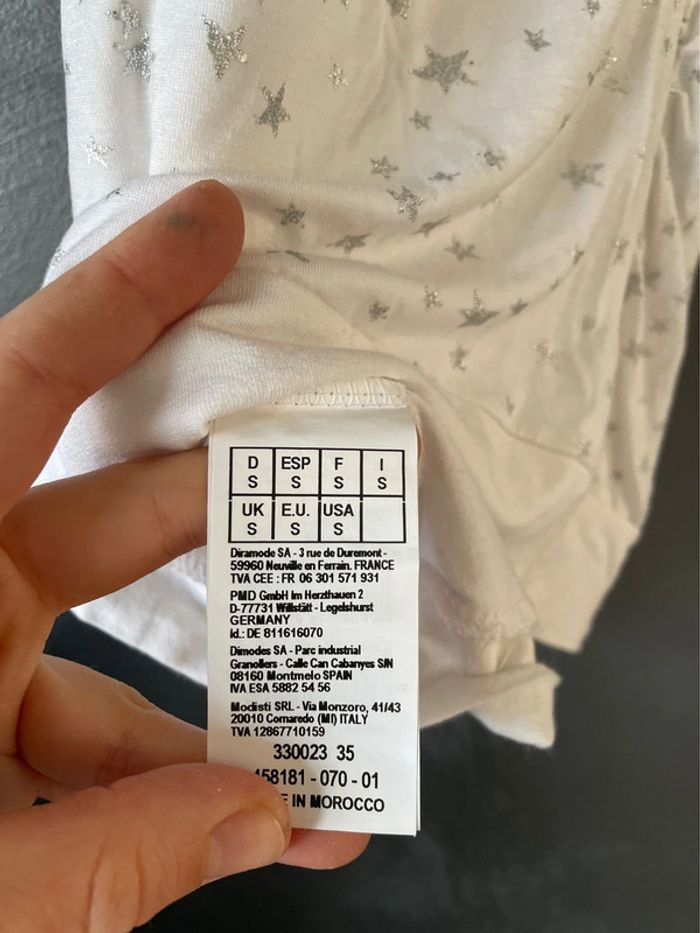 D ESP F I
S S S S
UK E.U. USA
S S S
Diramode SA - 3 rue de Duremont -
59960 Neuville en Ferrain. FRANCE
TVA CEE : FR 06 301 571 931
PMD GmbH Im Herzthauen 2
D-77731 Willstätt - Legelshurst
GERMANY
Id.: DE 811616070
Dimodes SA - Parc industrial
Granollers - Calle Can Cabanyes S/N
08160 Montmelo SPAIN
IVA ESA 5882 54 56
Modisti SRL - Via Monzoro, 41/43
20010 Cornaredo (MI) ITALY
TVA 12867710159
330023 35
458181 - 070 - 01
E IN MOROCCO